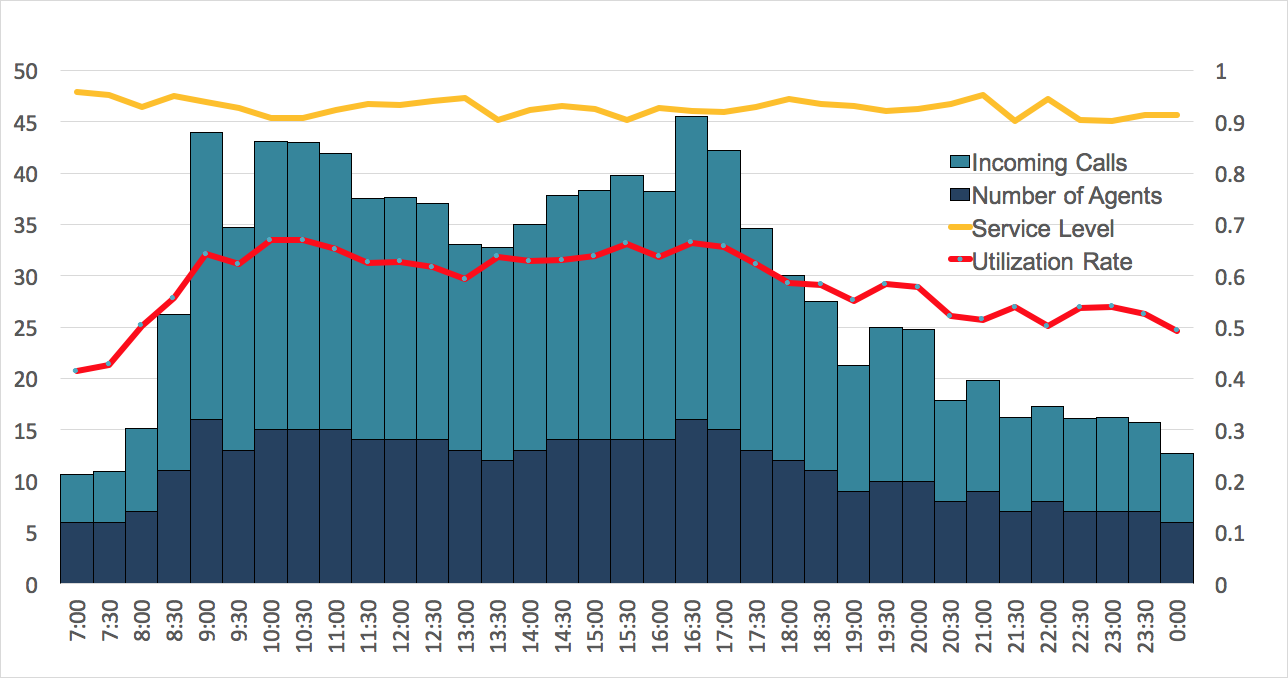 50 1
45 0.9
40 0.8
35 0.7
30 0.6
25 0.5
20 0.4
15 0.3
10 0.2
5 0.1
0 0
Incoming Calls
Number of Agents
Service Level
Utilization Rate
7:00 7:30 8:00 8:30 9:00 9:30 10:00 10:30 11:00 11:30 12:00 12:30 13:00 13:30 14:00 14:30 15:00 15:30 16:00 16:30 17:00 17:30 18:00 18:30 19:00 19:30 20:00 20:30 21:00 21:30 22:00 22:30 23:00 23:30 0:00